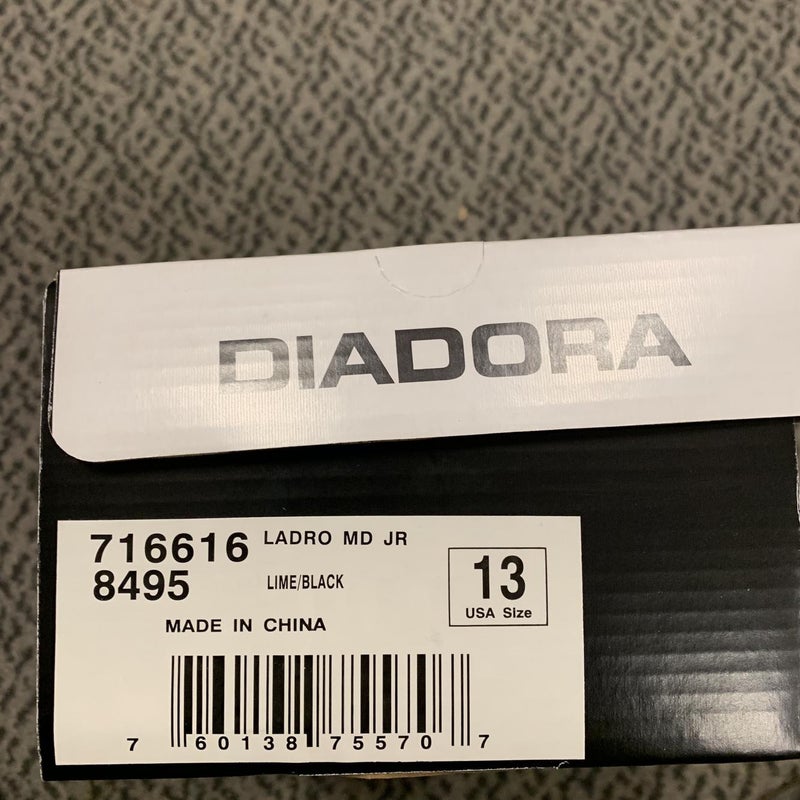 DIADORA
716616 LADRO MD JR
8495 LIME/BLACK
13
USA Size
MADE IN CHINA
7 60138 75570 7